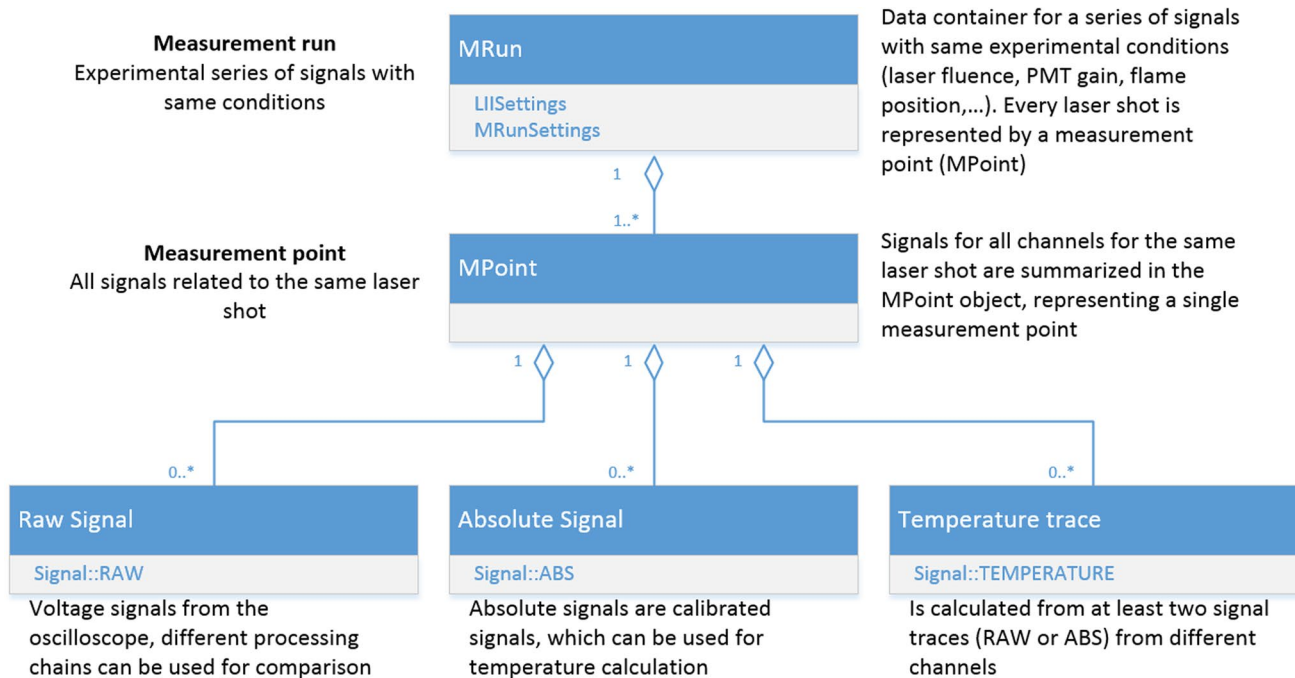 Measurement run
Experimental series of signals with
same conditions
MRun
LIISettings
MRunSettings
Data container for a series of signals
with same experimental conditions
(laser fluence, PMT gain, flame
position,...). Every laser shot is
represented by a measurement
point (MPoint)
1
1..*
Measurement point
All signals related to the same laser
shot
MPoint
Signals for all channels for the same
laser shot are summarized in the
MPoint object, representing a single
measurement point
1
1
1
0..*
0..*
0..*
Raw Signal
Signal::RAW
Voltage signals from the
oscilloscope, different processing
chains can be used for comparison
Absolute Signal
Signal::ABS
Absolute signals are calibrated
signals, which can be used for
temperature calculation
Temperature trace
Signal::TEMPERATURE
Is calculated from at least two signal
traces (RAW or ABS) from different
channels